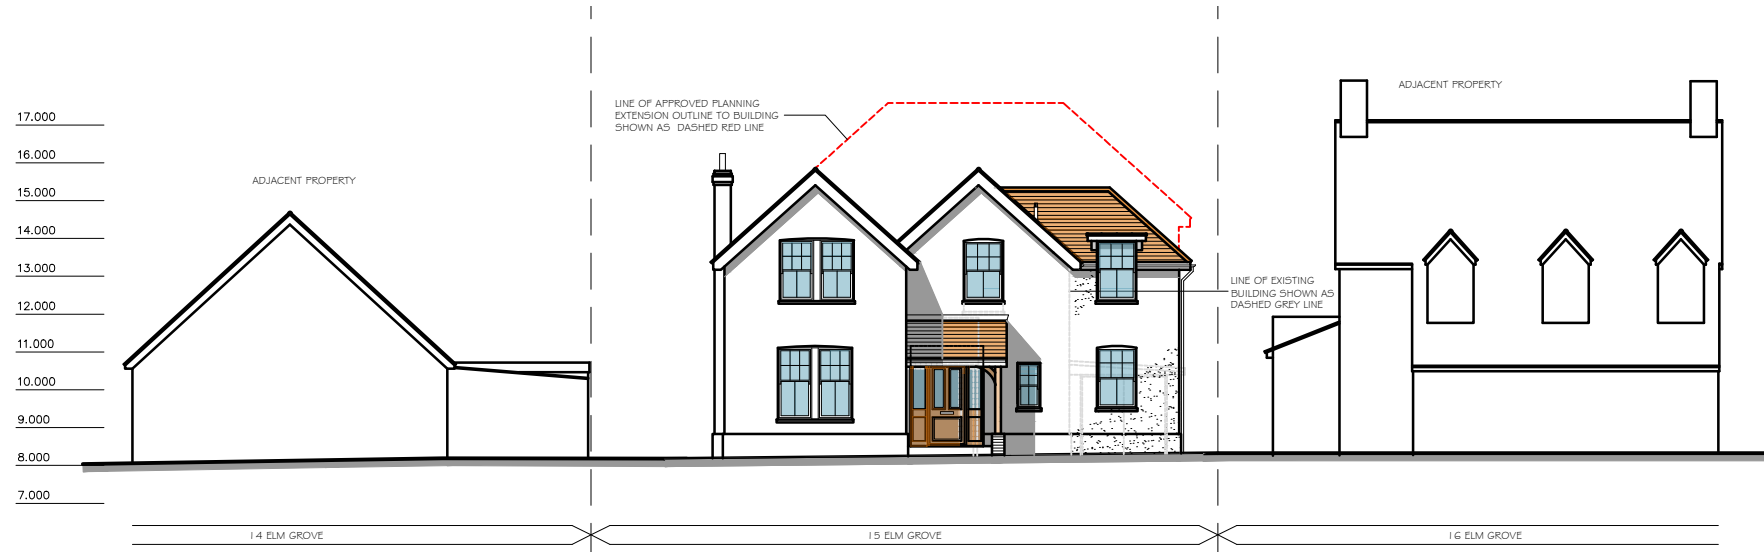 17.000
16.000
15.000
14.000
13.000
12.000
11.000
10.000
9.000
8.000
7.000
ADJACENT PROPERTY
LINE OF APPROVED PLANNING
EXTENSION OUTLINE TO BUILDING
SHOWN AS DASHED RED LINE
ADJACENT PROPERTY
LINE OF EXISTING
BUILDING SHOWN AS
DASHED GREY LINE
14 ELM GROVE
15 ELM GROVE
16 ELM GROVE